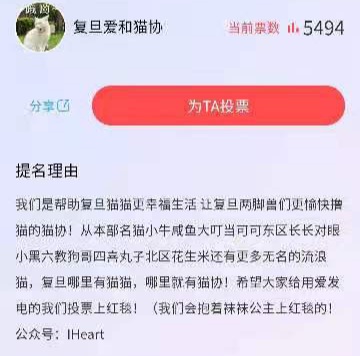 哦哟
复旦爱和猫协
当前票数 5494
分享
为TA投票
提名理由
我们是帮助复旦猫猫更幸福生活 让复旦两脚兽们更愉快撸
猫的猫协！从本部名猫小牛咸鱼大叮当可可东区长长对眼
小黑六教狗哥四喜丸子北区花生米还有更多无名的流浪
猫，复旦哪里有猫猫，哪里就有猫协！希望大家给用爱发
电的我们投票上红毯！（我们会抱着袜袜公主上红毯的！
公众号：IHeart